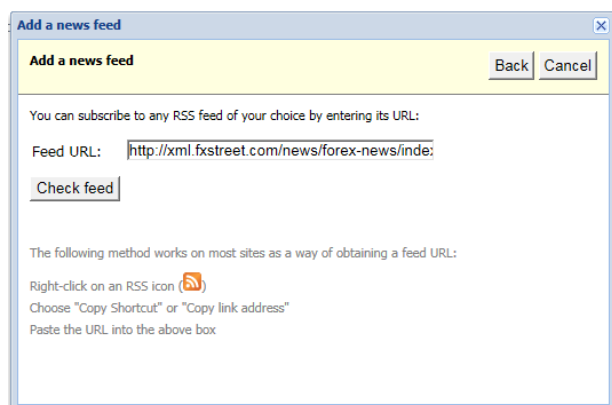 Add a news feed
Add a news feed
Back Cancel
You can subscribe to any RSS feed of your choice by entering its URL:
Feed URL: http://xml.fxstreet.com/news/forex-news/index
Check feed
The following method works on most sites as a way of obtaining a feed URL:
Right-click on an RSS icon ( )
Choose "Copy Shortcut" or "Copy link address"
Paste the URL into the above box